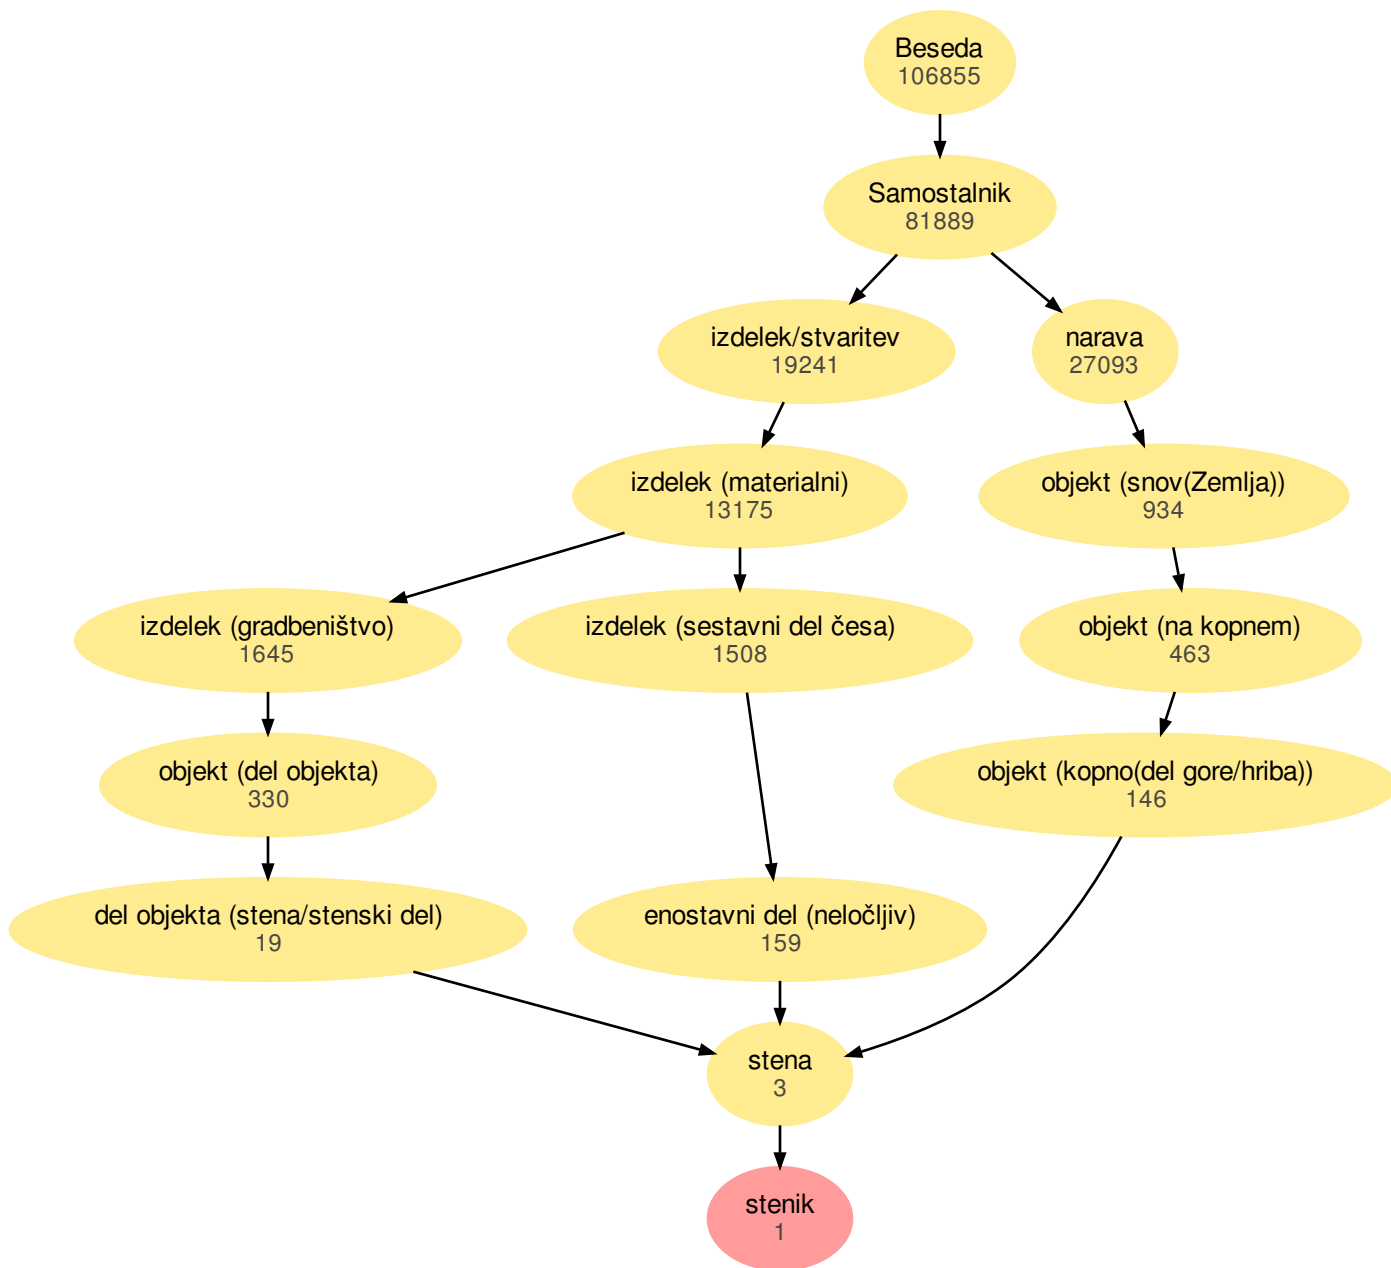 Beseda
106855
Samostalnik
81889
izdelek/stvaritev
19241
narava
27093
izdelek (materialni)
13175
objekt (snov(Zemlja))
934
izdelek (gradbeništvo)
1645
izdelek (sestavni del česa)
1508
objekt (na kopnem)
463
objekt (del objekta)
330
objekt (kopno(del gore/hriba))
146
del objekta (stena/stenski del)
19
enostavni del (neločljiv)
159
stena
3
stenik
1